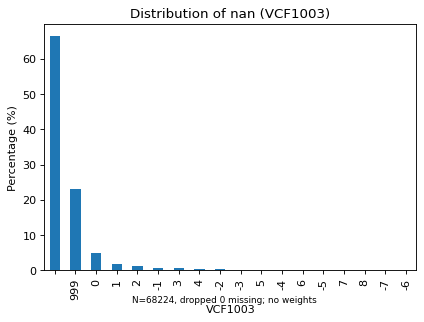 Distribution of nan (VCF1003)
Percentage (%)
60
50
40
30
20
10
0
999 0 1 2 -1 3 4 -2 -3 5 -4 6 -5 7 8 -7 -6
N=68224, dropped 0 missing; no weights
VCF1003